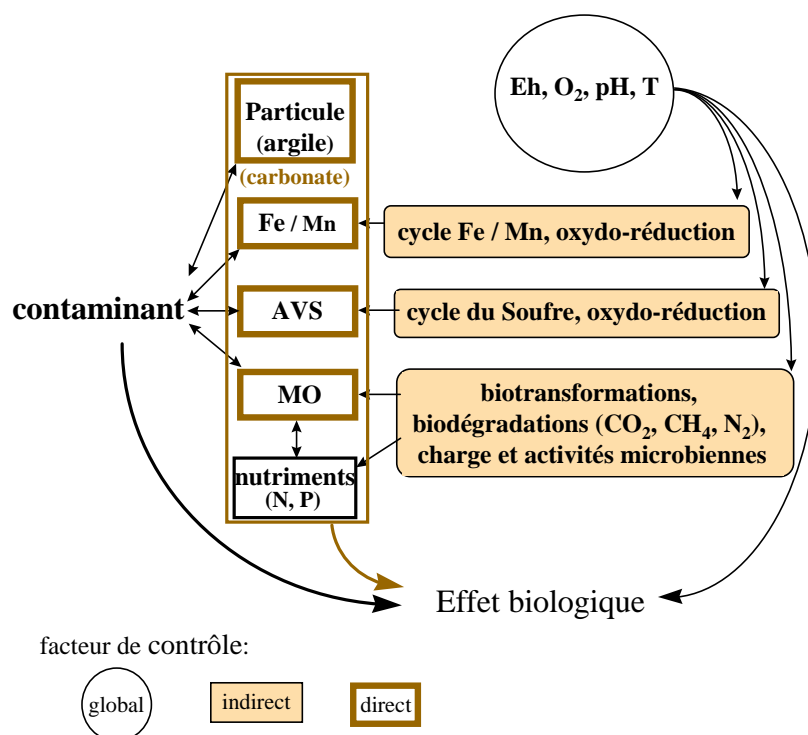 Eh, O₂, pH, T
Particule
(argile)
(carbonate)
Fe / Mn
cycle Fe / Mn, oxydo-réduction
contaminant
AVS
cycle du Soufre, oxydo-réduction
MO
biotransformations,
biodégradations (CO₂, CH₄, N₂),
charge et activités microbiennes
nutriments
(N, P)
Effet biologique
facteur de contrôle:
global
indirect
direct